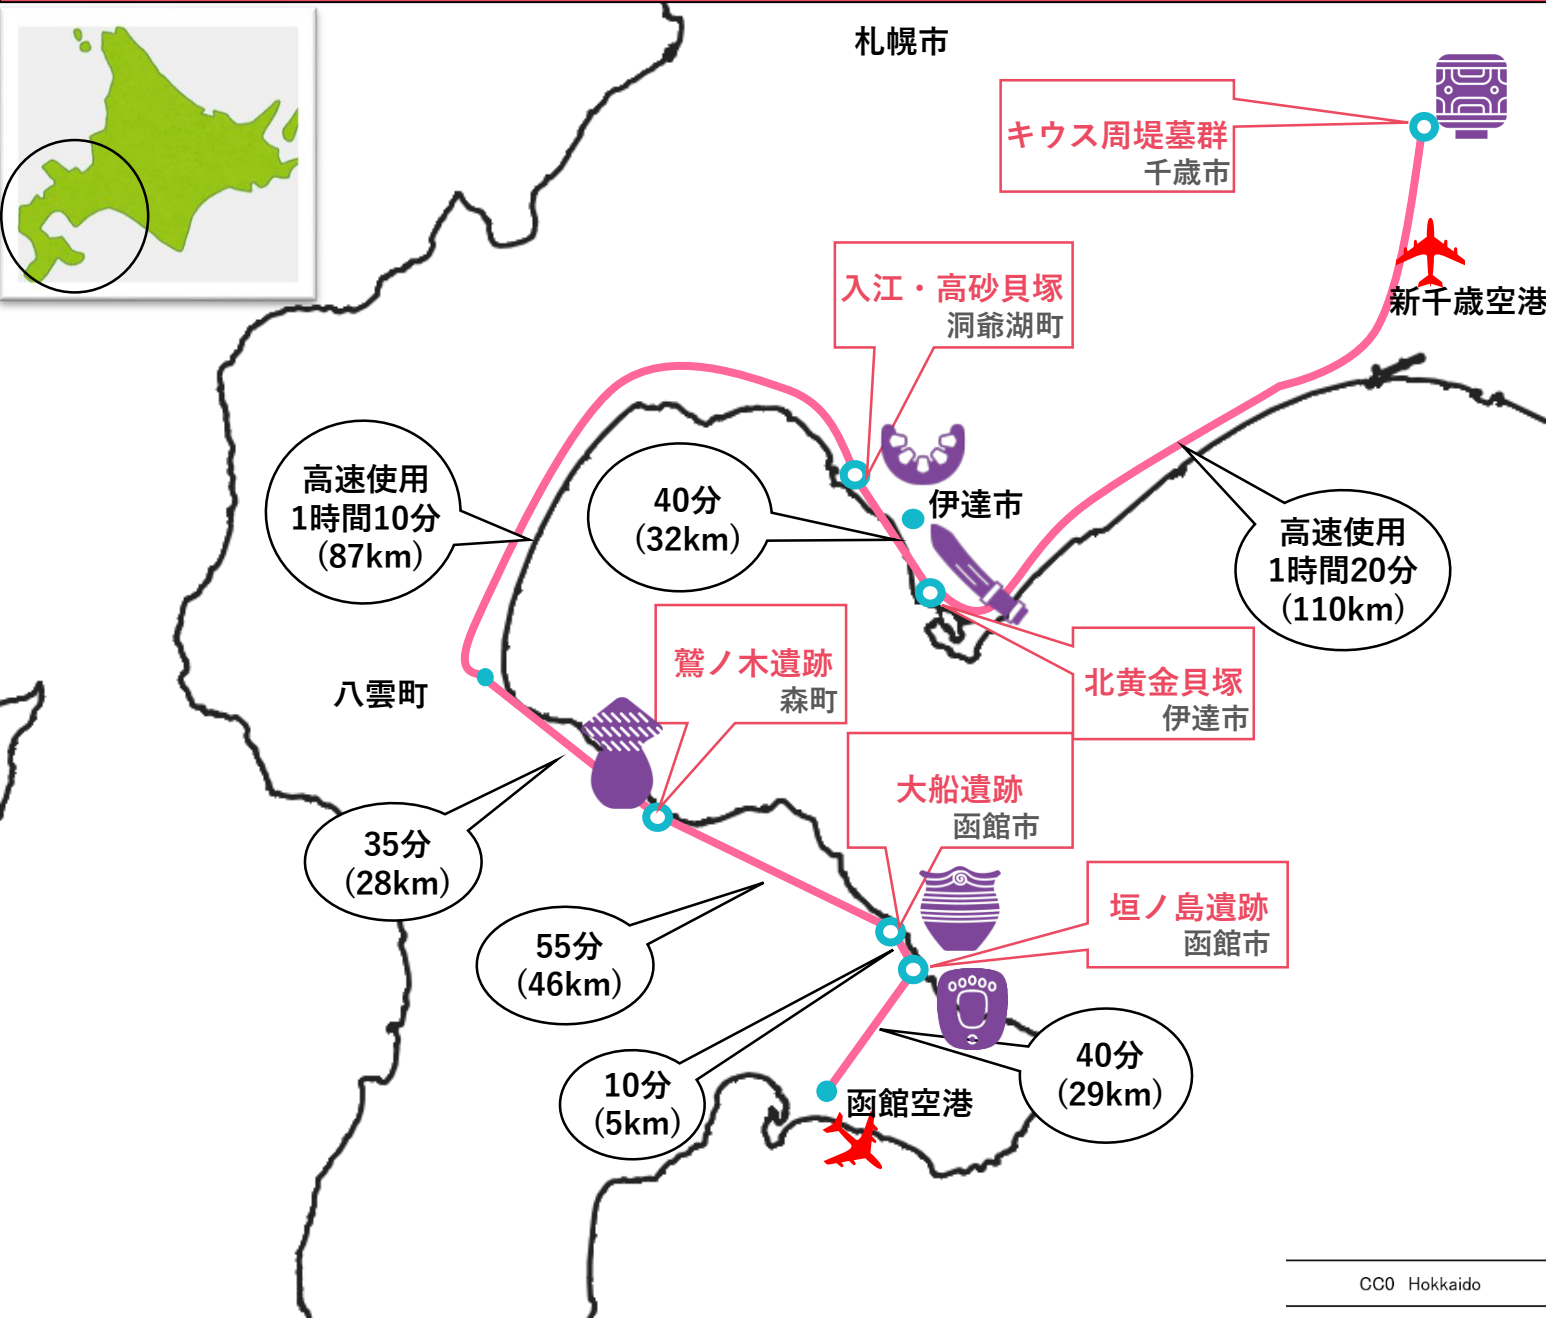 札幌市
キウス周堤墓群
千歳市
新千歳空港
入江・高砂貝塚
洞爺湖町
高速使用
1時間10分
(87km)
40分
(32km)
伊達市
高速使用
1時間20分
(110km)
鷲ノ木遺跡
森町
北黄金貝塚
伊達市
八雲町
大船遺跡
函館市
35分
(28km)
垣ノ島遺跡
函館市
55分
(46km)
10分
(5km)
40分
(29km)
函館空港
CC0 Hokkaido